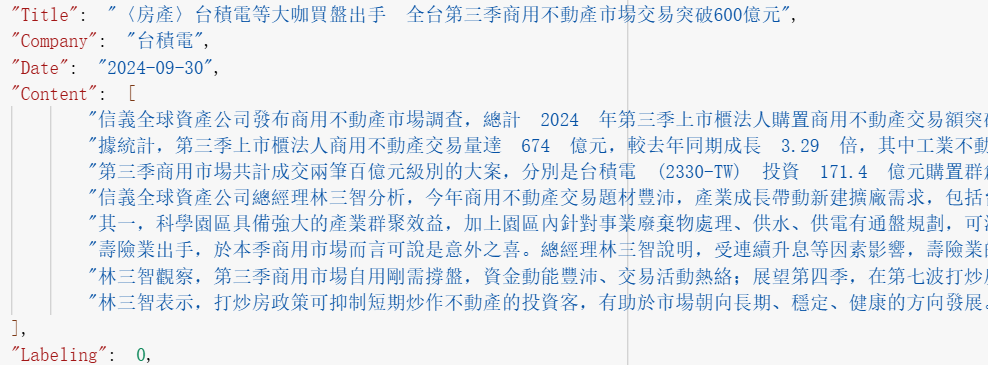 "Title": "〈房產〉台積電等大咖買盤出手 全台第三季商用不動產市場交易突破600億元",
"Company": "台積電",
"Date": "2024-09-30",
"Content": [
"信義全球資產公司發布商用不動產市場調查，總計 2024 年第三季上市櫃法人購置商用不動產交易額突破
"據統計，第三季上市櫃法人商用不動產交易量達 674 億元，較去年同期成長 3.29 倍，其中工業不動
"第三季商用市場共計成交兩筆百億元級別的大案，分別是台積電 (2330-TW) 投資 171.4 億元購置群創
"信義全球資產公司總經理林三智分析，今年商用不動產交易題材豐沛，產業成長帶動新建擴廠需求，包括台
"其一，科學園區具備強大的產業群聚效益，加上園區內針對事業廢棄物處理、供水、供電有通盤規劃，可
"壽險業出手，於本季商用市場而言可說是意外之喜。總經理林三智說明，受連續升息等因素影響，壽險業的
"林三智觀察，第三季商用市場自用剛需撐盤，資金動能豐沛、交易活動熱絡；展望第四季，在第七波打炒房
"林三智表示，打炒房政策可抑制短期炒作不動產的投資客，有助於市場朝向長期、穩定、健康的方向發展。
],
"Labeling": 0,